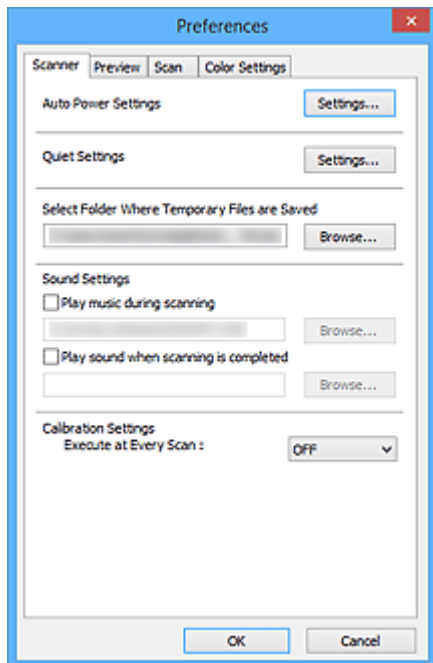 Preferences
Scanner Preview Scan Color Settings
Auto Power Settings Settings...
Quiet Settings Settings...
Select Folder Where Temporary Files are Saved
Browse...
Sound Settings
Play music during scanning
Browse...
Play sound when scanning is completed
Browse...
Calibration Settings
Execute at Every Scan : OFF
OK Cancel